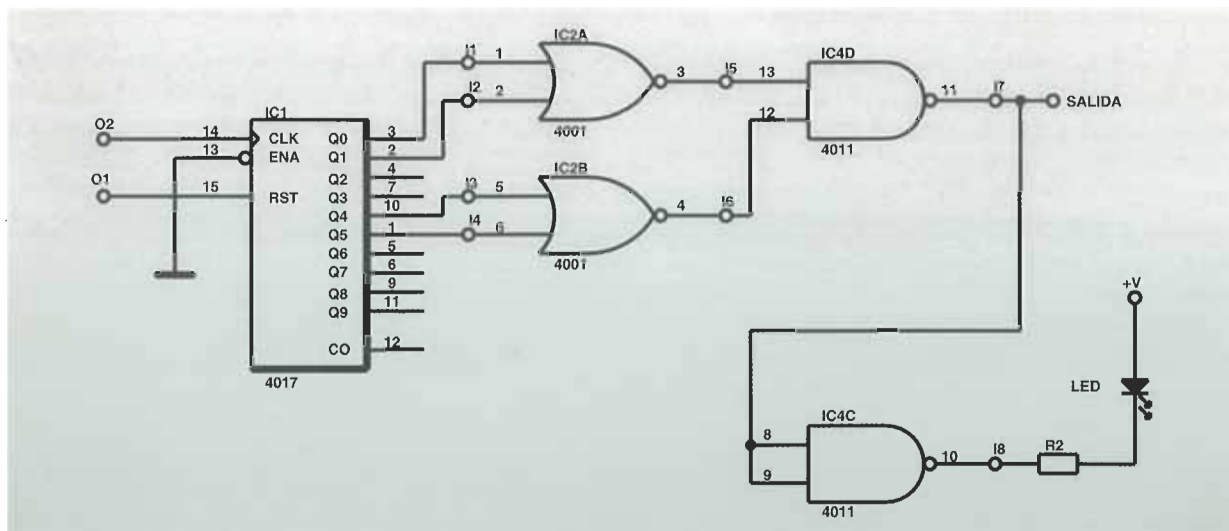 IC2A
I1 1
I2 2
3 I5
4001
IC4D
13
12
11 I7
SALIDA
4011
IC1
O2 14 CLK
13 ENA
O1 15 RST
Q0 3
Q1 2
Q2 4
Q3 7
Q4 10
Q5 1
Q6 5
Q7 6
Q8 9
Q9 11
CO 12
4017
IC2B
I3 5
I4 6
4 I6
4001
+V
LED
IC4C
8
9
10 I8 R2
4011